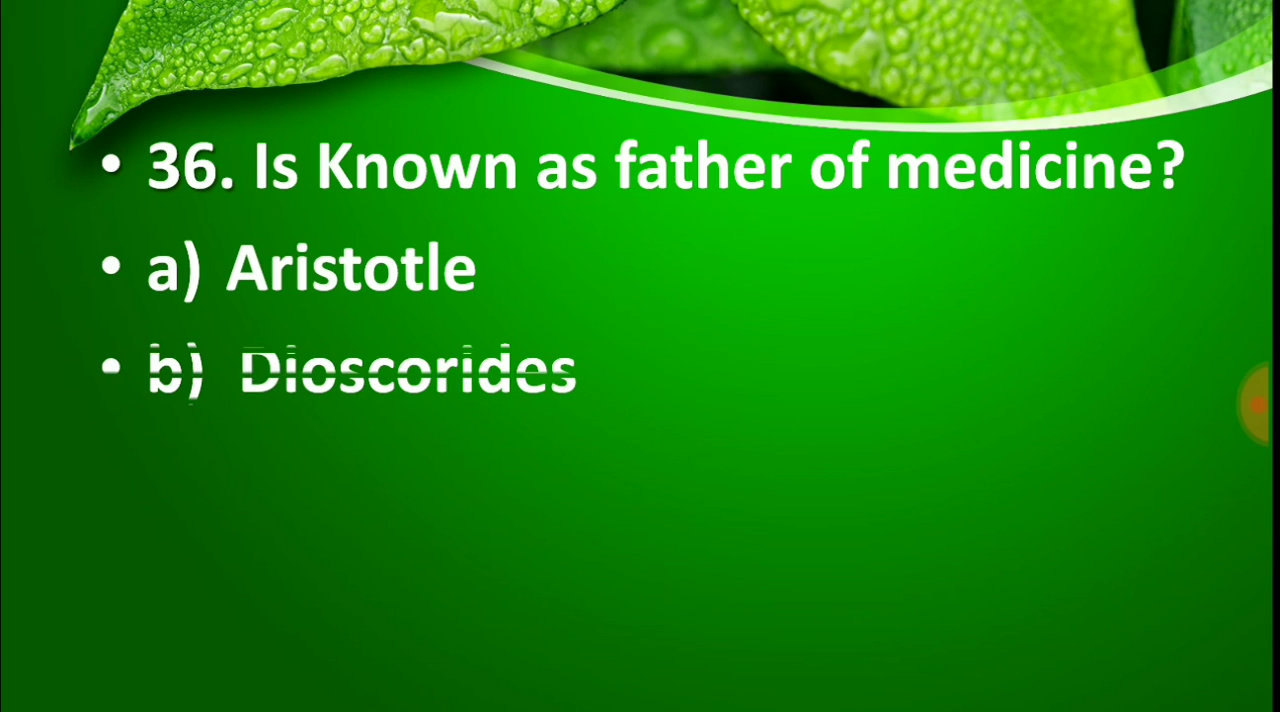 • 36. Is Known as father of medicine?
• a) Aristotle
• b) Dioscorides